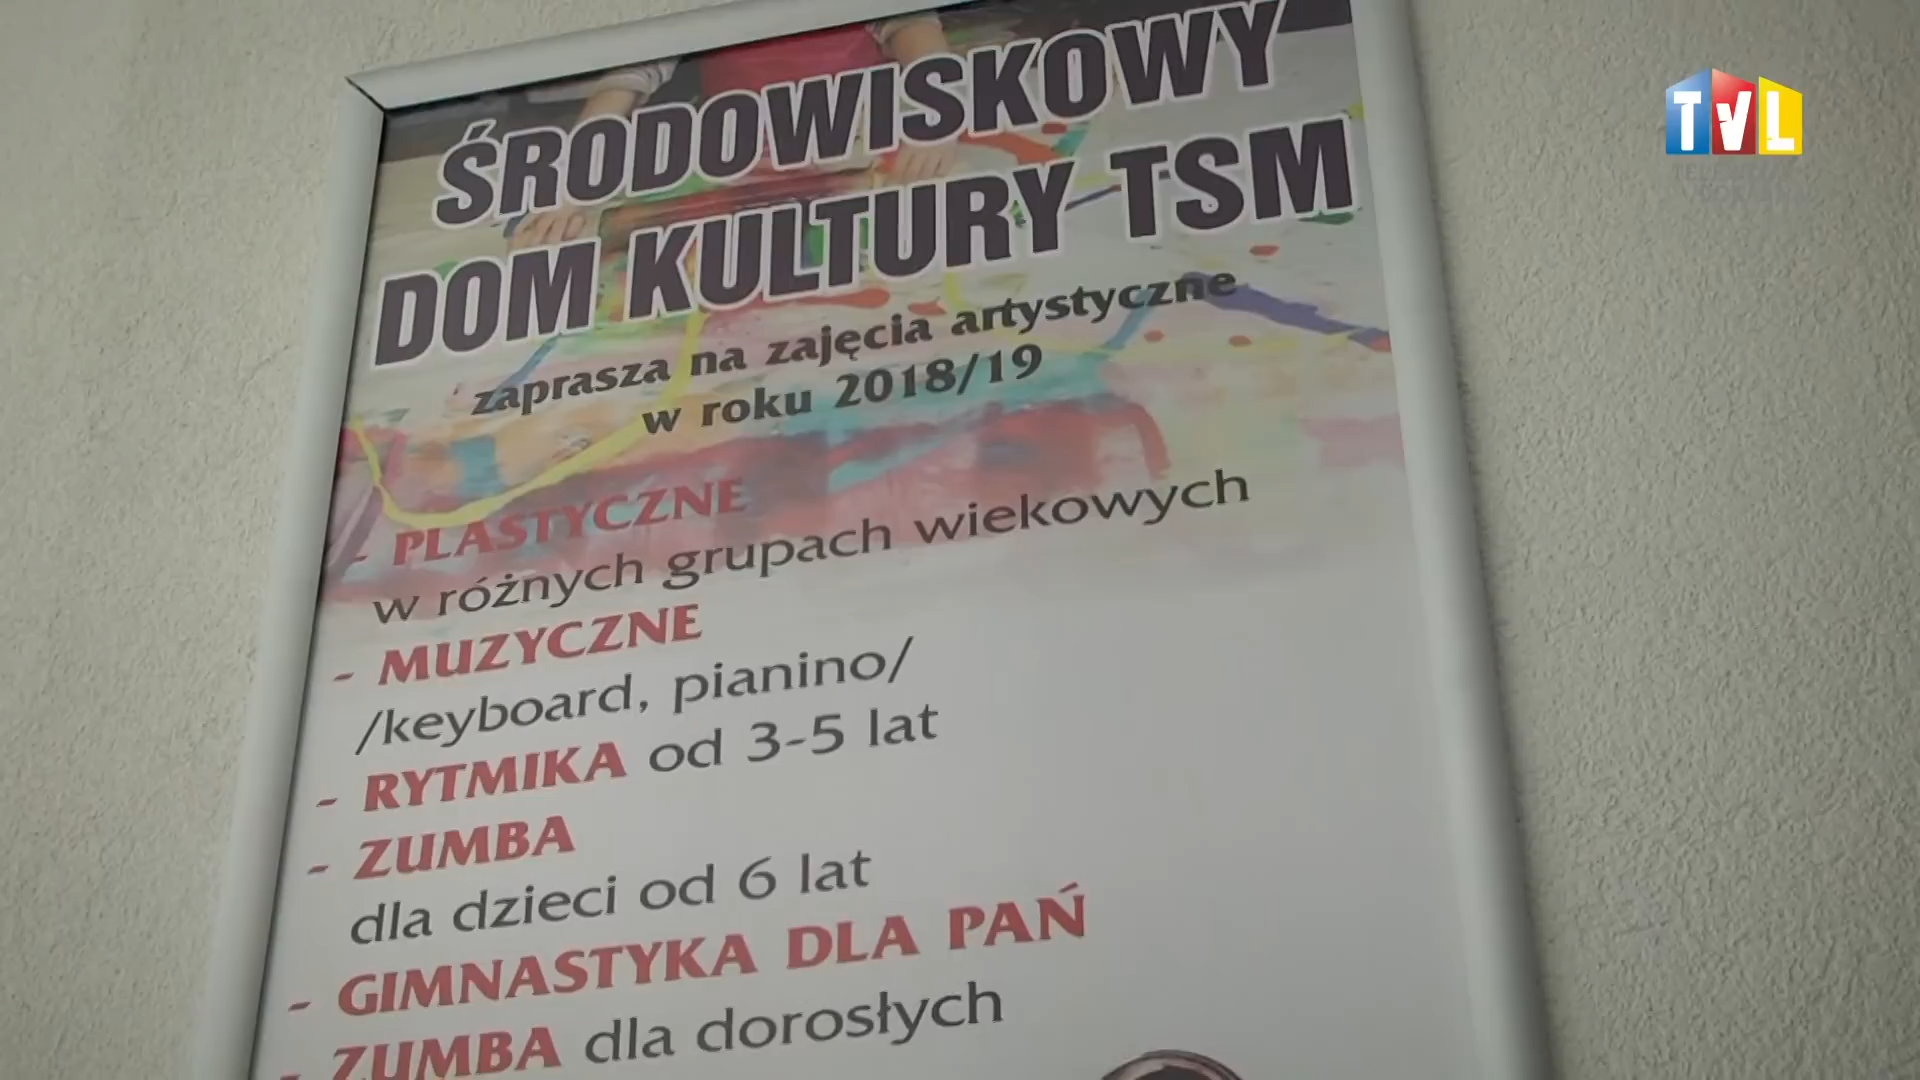 ŚRODOWISKOWY
DOM KULTURY TSM
zaprasza na zajęcia artystyczne
w roku 2018/19
- PLASTYCZNE
w różnych grupach wiekowych
- MUZYCZNE
/keyboard, pianino/
- RYTMIKA od 3-5 lat
- ZUMBA
dla dzieci od 6 lat
- GIMNASTYKA DLA PAŃ
- ZUMBA dla dorosłych
TVL